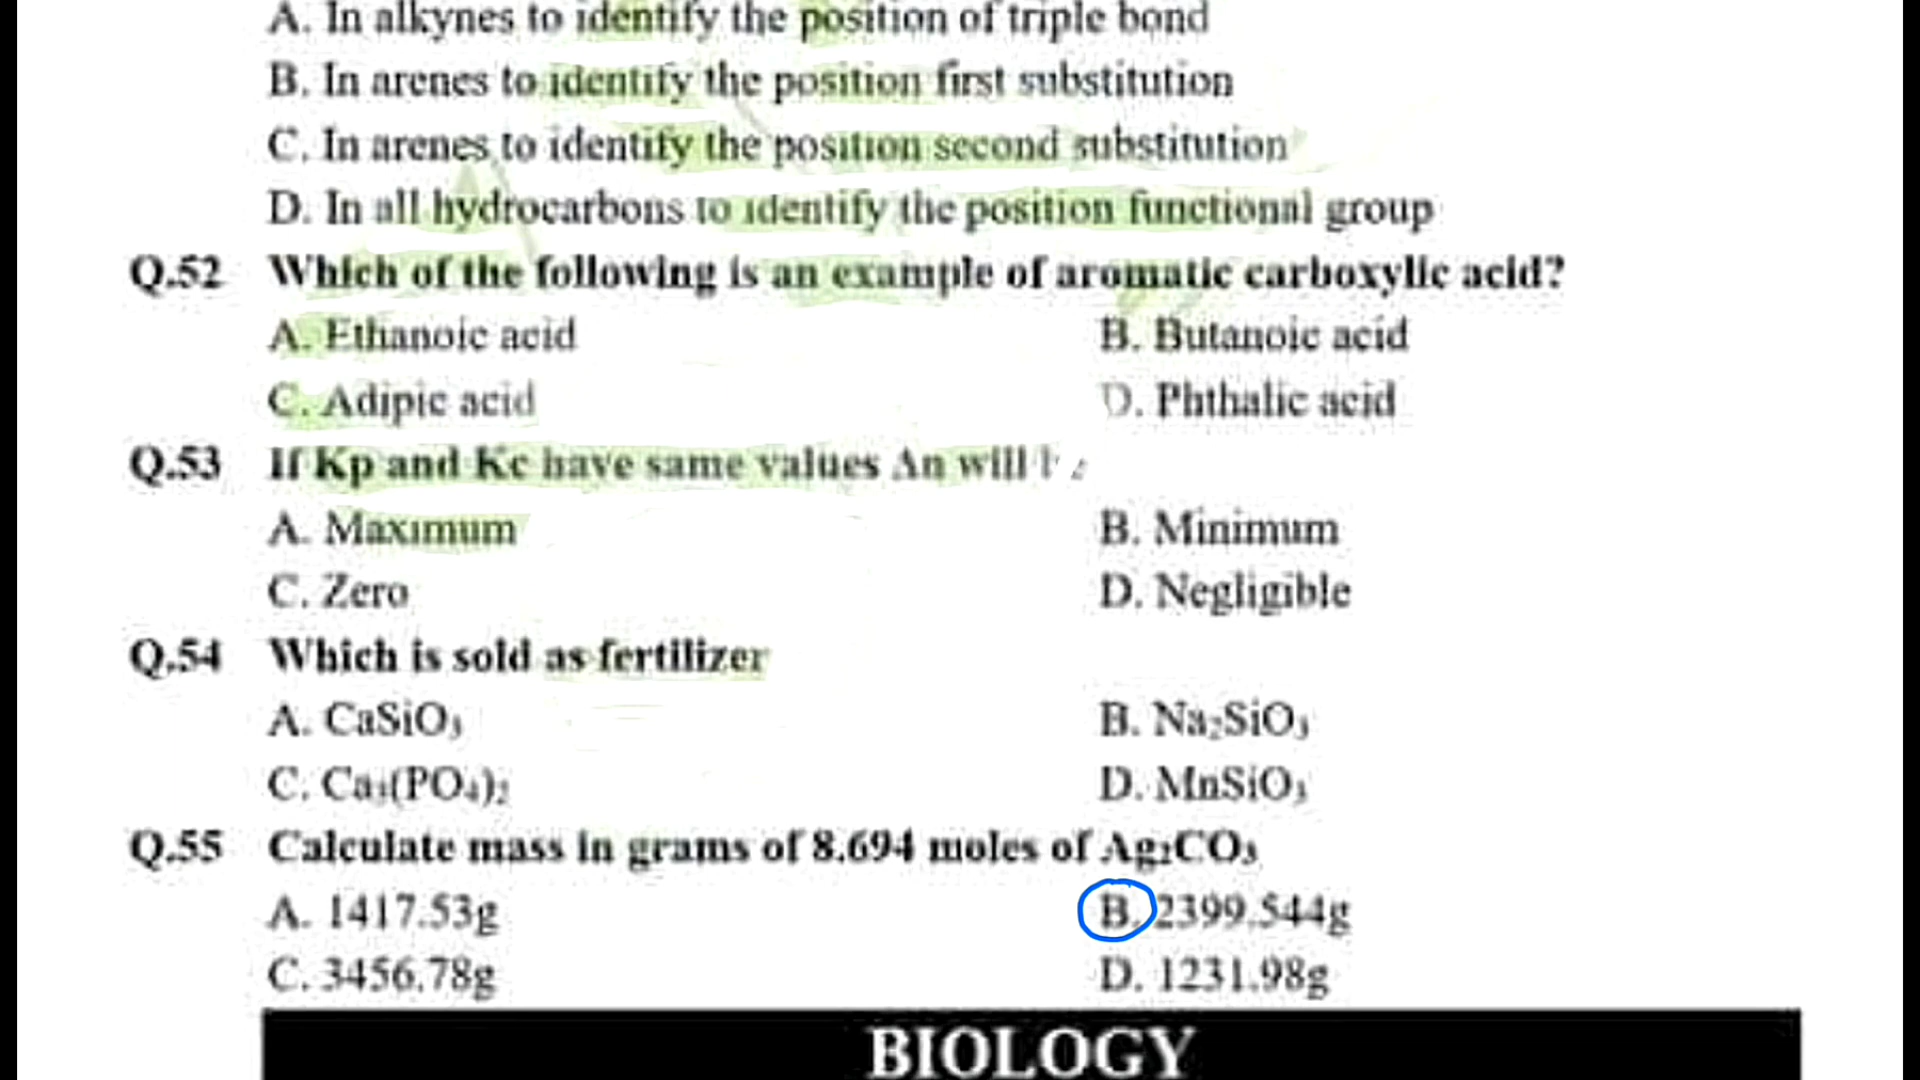 A. In alkynes to identify the position of triple bond
B. In arenes to identify the position first substitution
C. In arenes to identify the position second substitution
D. In all hydrocarbons to identify the position functional group
Q.52 Which of the following is an example of aromatic carboxylic acid?
A. Ethanoic acid B. Butanoic acid
C. Adipic acid D. Phthalic acid
Q.53 If Kp and Kc have same values Δn will
A. Maximum B. Minimum
C. Zero D. Negligible
Q.54 Which is sold as fertilizer
A. CaSiO₃ B. Na₂SiO₃
C. Ca₃(PO₄)₂ D. MnSiO₃
Q.55 Calculate mass in grams of 8.694 moles of Ag₂CO₃
A. 1417.53g B. 2399.544g
C. 3456.78g D. 1231.98g
BIOLOGY